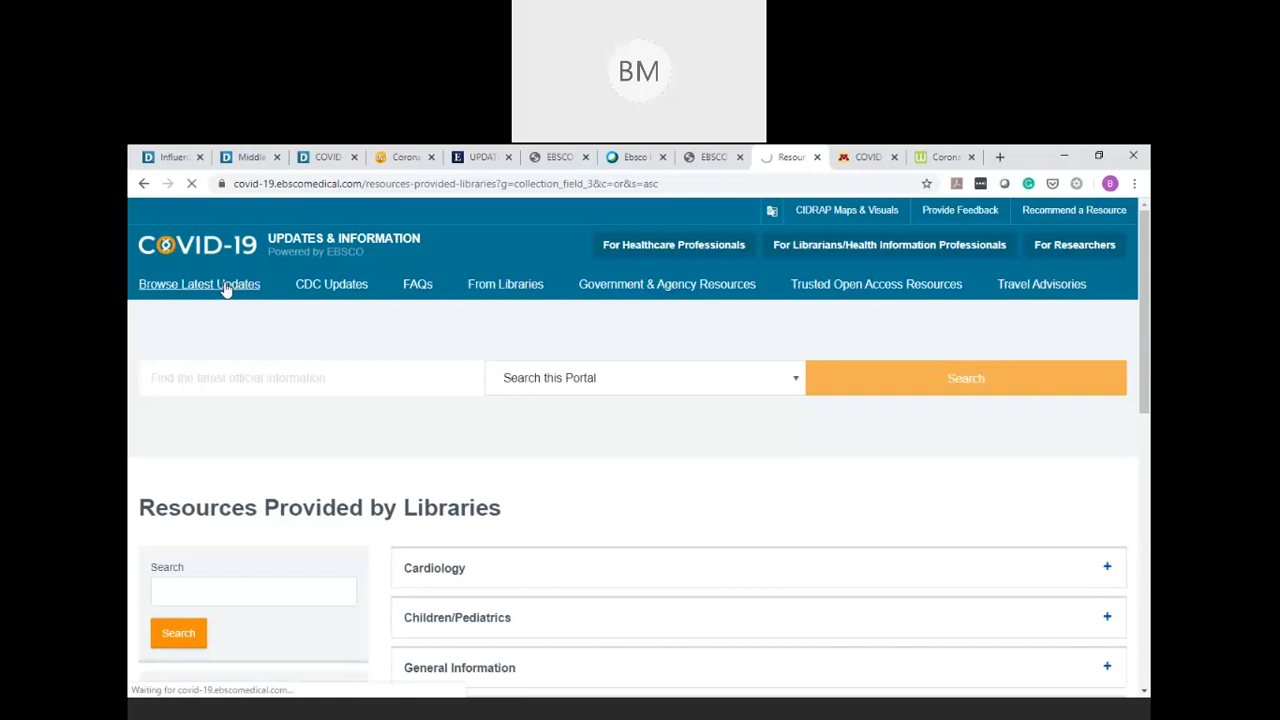 BM
Influen
Middle
COVID
Corona
UPDAT
EBSCO
Ebsco
EBSCO
Resour
COVID
Corona
covid-19.ebscomedical.com/resources-provided-libraries?g=collection_field_3&c=or&s=asc
B
CIDRAP Maps & Visuals
Provide Feedback
Recommend a Resource
COVID-19
UPDATES & INFORMATION
Powered by EBSCO
For Healthcare Professionals
For Librarians/Health Information Professionals
For Researchers
Browse Latest Updates
CDC Updates
FAQs
From Libraries
Government & Agency Resources
Trusted Open Access Resources
Travel Advisories
Find the latest official information
Search this Portal
Search
Resources Provided by Libraries
Search
Search
Cardiology
Children/Pediatrics
General Information
Waiting for covid-19.ebscomedical.com...